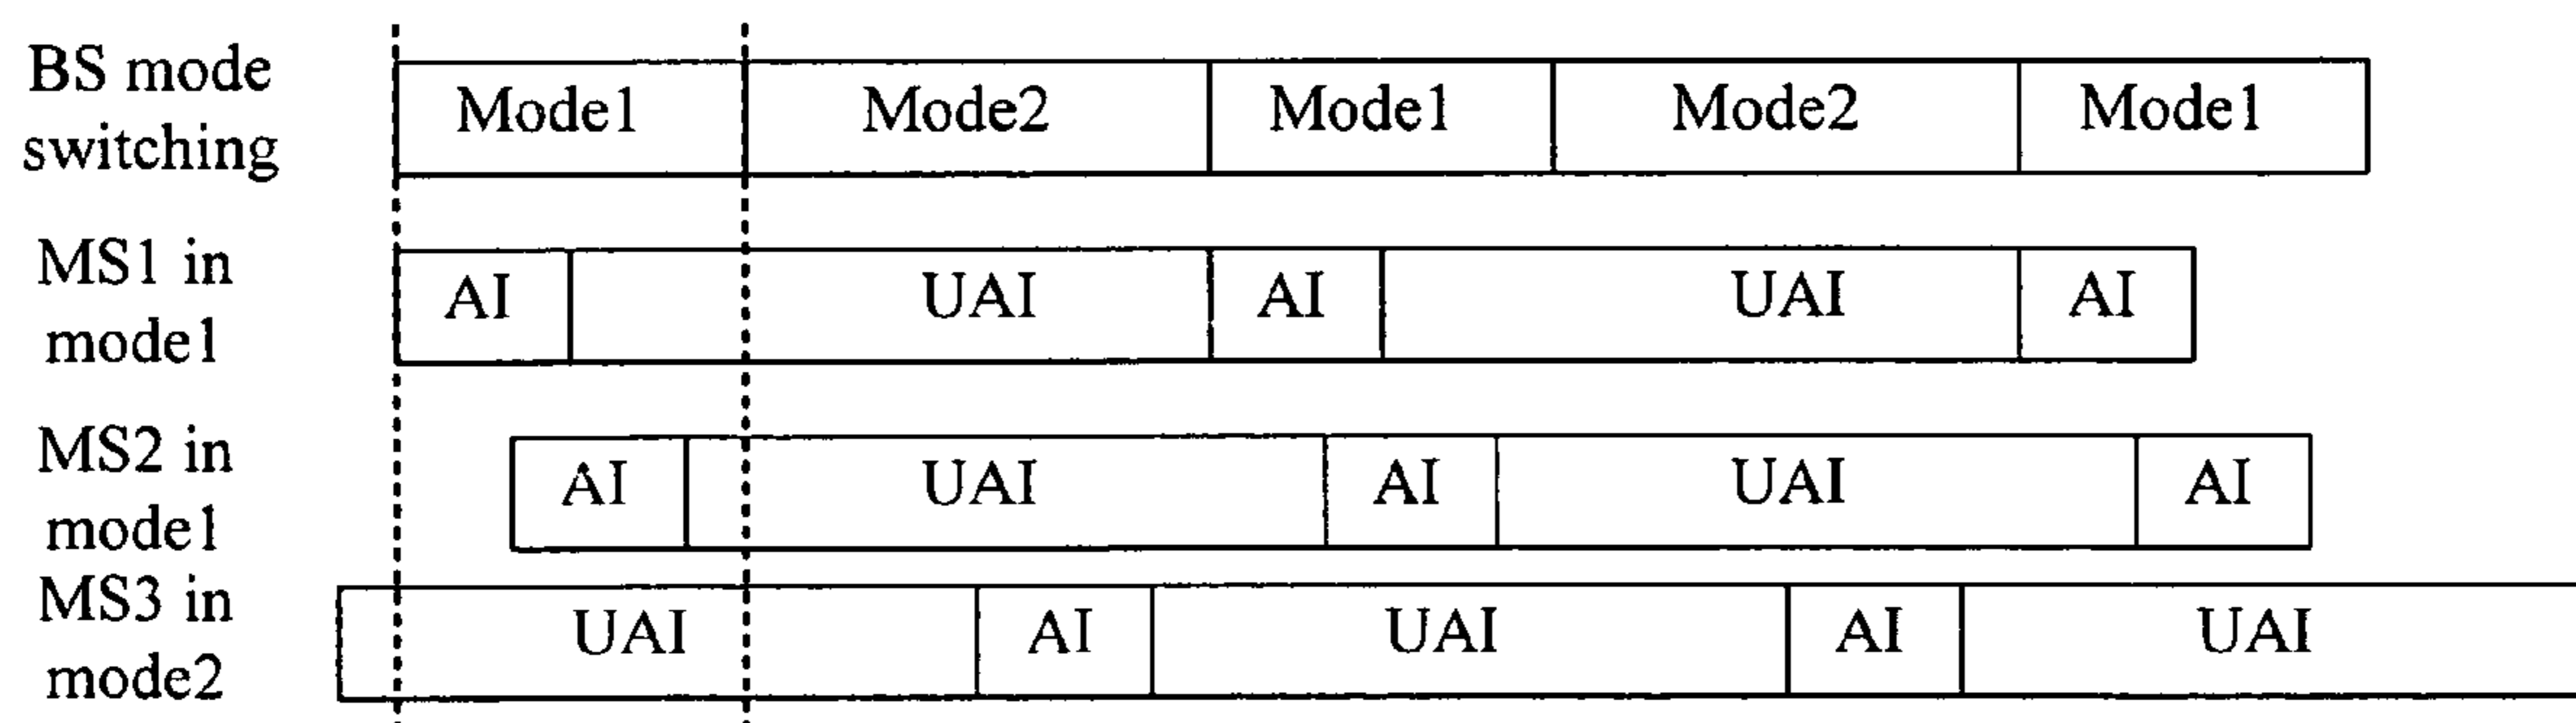 BS mode
switching
Mode1 Mode2 Mode1 Mode2 Mode1
MS1 in
mode1
AI UAI AI UAI AI
MS2 in
mode1
AI UAI AI UAI AI
MS3 in
mode2
UAI AI UAI AI UAI